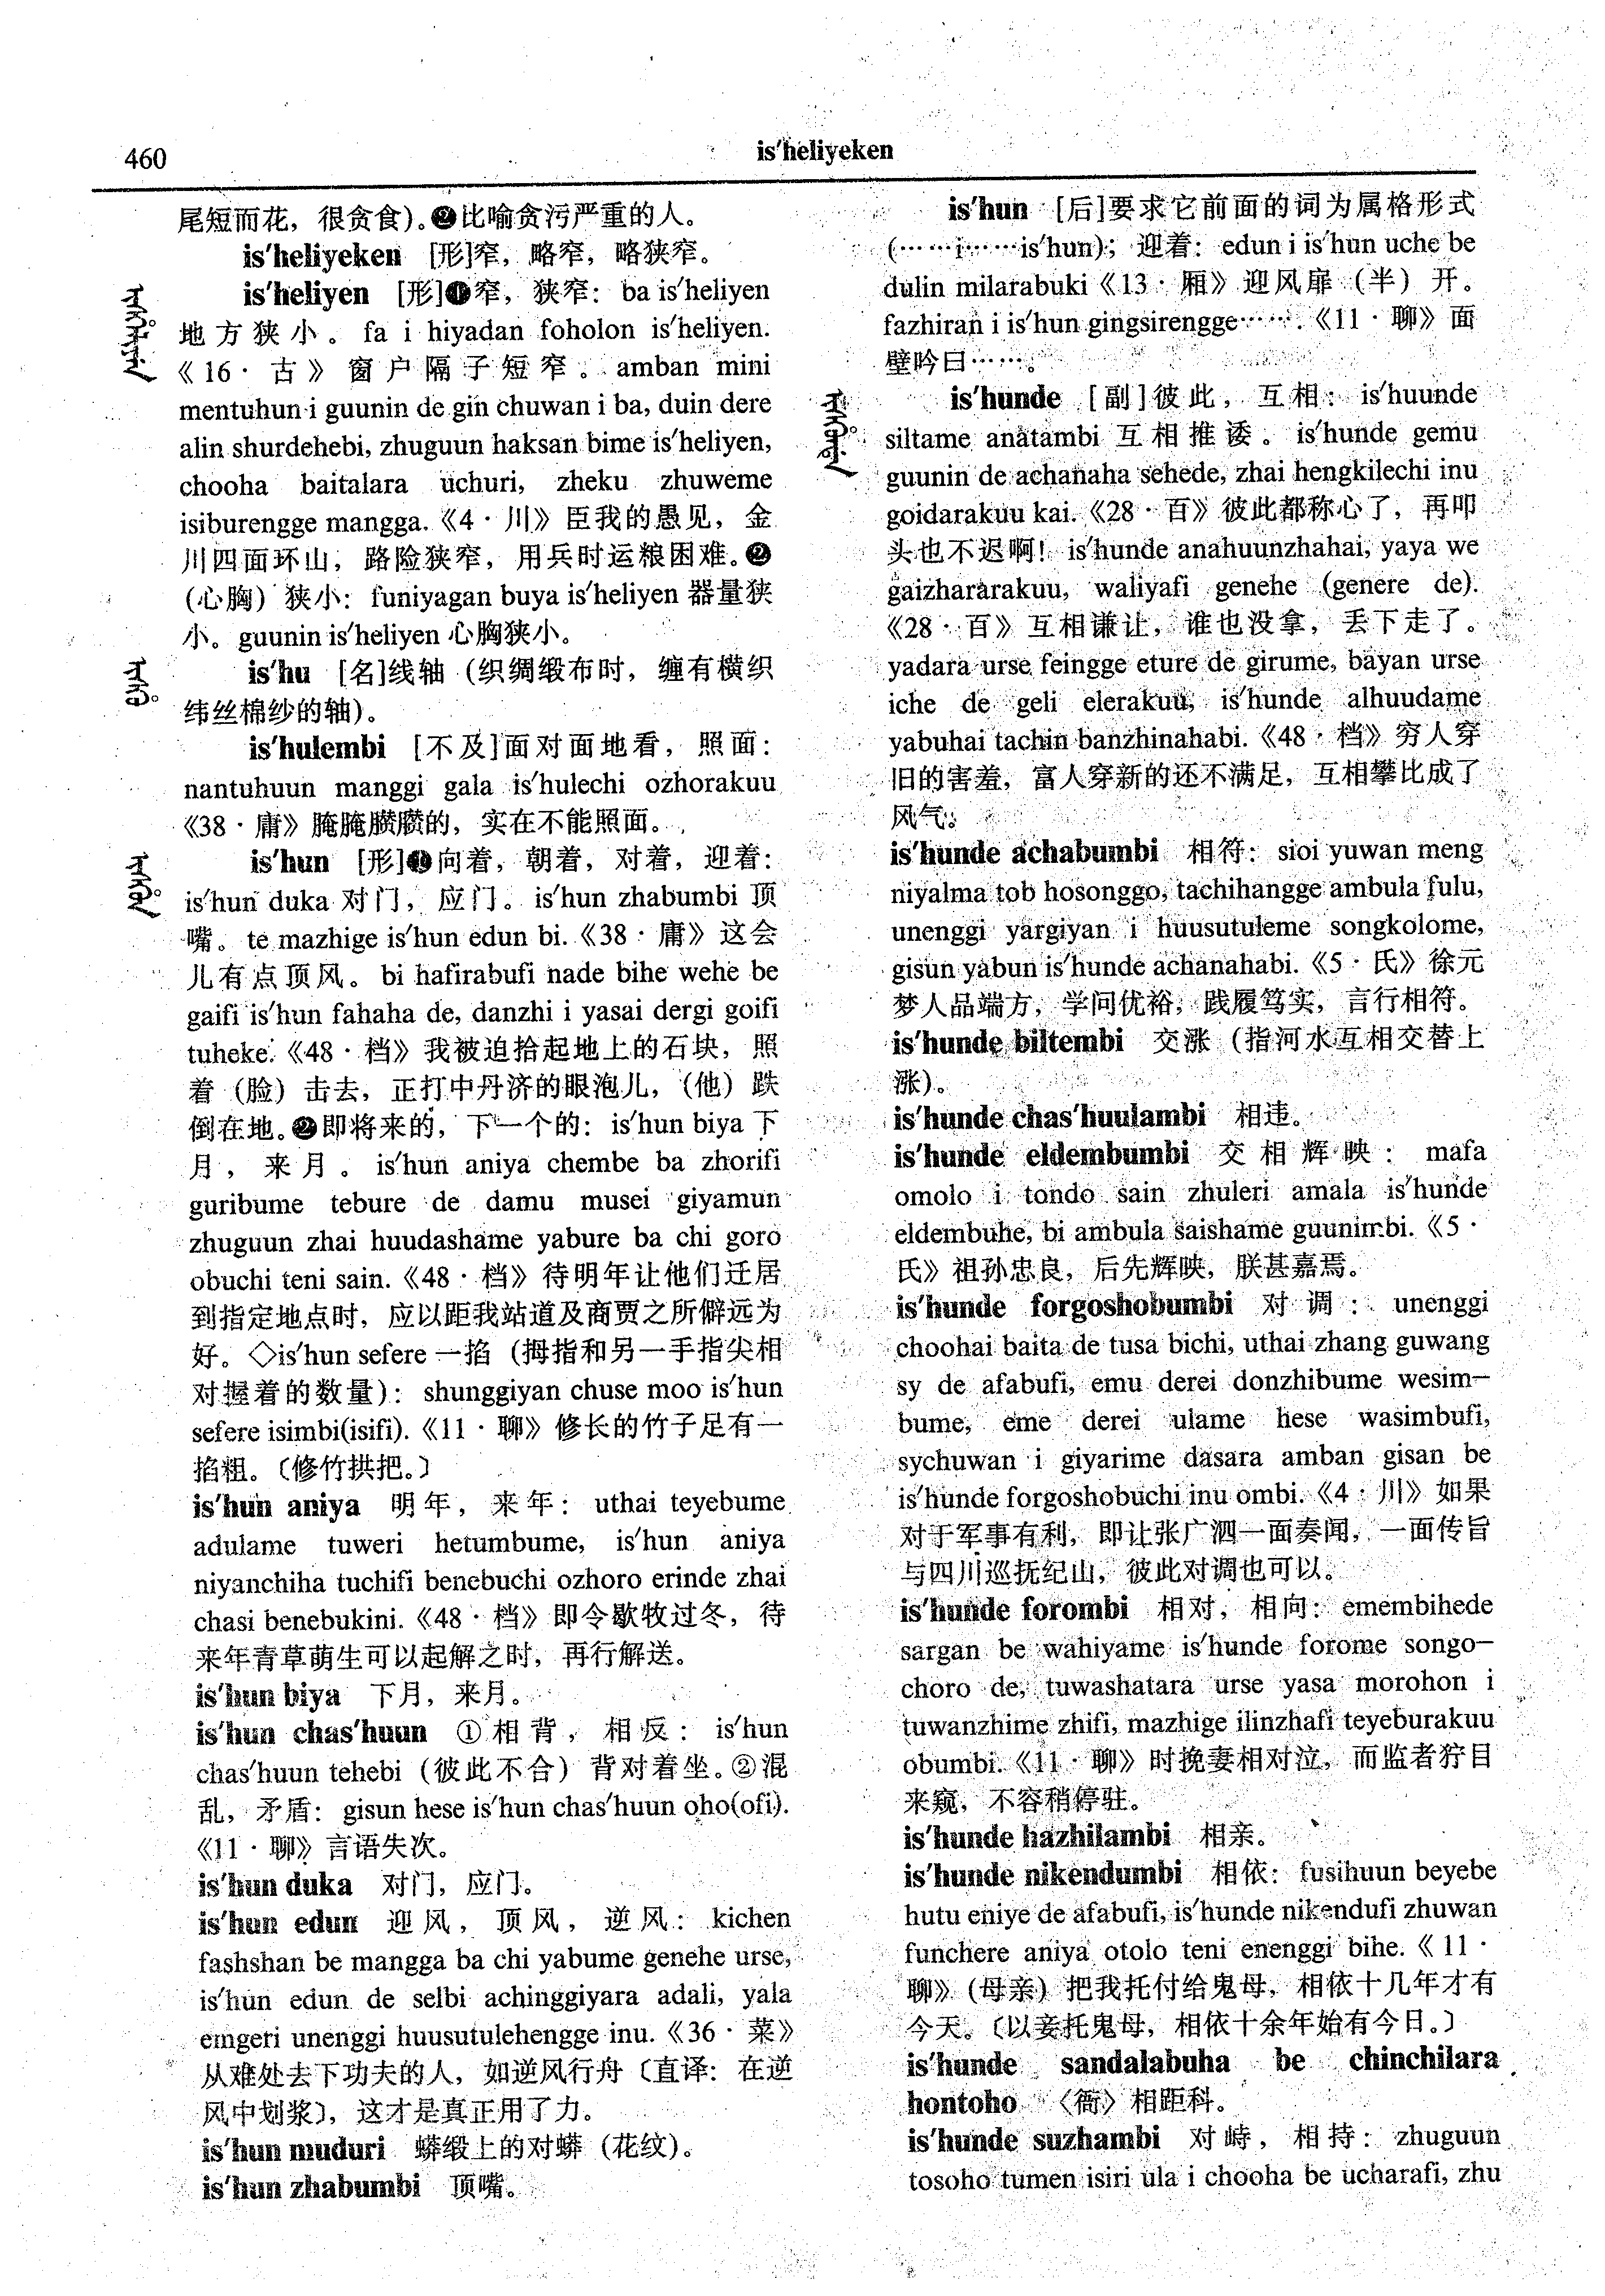 460
is'heliyeken
尾短而花，很贪食）。❷比喻贪污严重的人。
is'heliyeken [形]窄，略窄，略狭窄。
is'heliyen [形]❶窄，狭窄：ba is'heliyen
地方狭小。fa i hiyadan foholon is'heliyen.
《16·古》窗户隔子短窄。amban mini
mentuhun i guunin de gin chuwan i ba, duin dere
alin shurdehebi, zhuguun haksan bime is'heliyen,
chooha baitalara uchuri, zheku zhuweme
isiburengge mangga.《4·川》臣我的愚见，金
川四面环山，路险狭窄，用兵时运粮困难。❷
(心胸）狭小：funiyagan buya is'heliyen 器量狭
小。guunin is'heliyen 心胸狭小。
is'hu [名]线轴（织绸缎布时，缠有横织
纬丝棉纱的轴)。
is'hulembi [不及]面对面地看，照面：
nantuhuun manggi gala is'hulechi ozhorakuu
《38·庸》腌腌臜臜的，实在不能照面。
is'hun [形]❶向着，朝着，对着，迎着：
is'hun duka 对门，应门。is'hun zhabumbi 顶
嘴。te mazhige is'hun edun bi.《38·庸》这会
儿有点顶风。bi hafirabufi nade bihe wehe be
gaifi is'hun fahaha de, danzhi i yasai dergi goifi
tuheke.《48·档》我被迫拾起地上的石块，照
着（脸）击去，正打中丹济的眼泡儿，（他）跌
倒在地。❷即将来的，下一个的：is'hun biya 下
月，来月。is'hun aniya chembe ba zhorifi
guribume tebure de damu musei giyamun
zhuguun zhai huudashame yabure ba chi goro
obuchi teni sain.《48·档》待明年让他们迁居
到指定地点时，应以距我站道及商贾之所僻远为
好。◇is'hun sefere 一掐（拇指和另一手指尖相
对握着的数量）：shunggiyan chuse moo is'hun
sefere isimbi(isifi).《11·聊》修长的竹子足有一
掐粗。〔修竹拱把。〕
is'hun aniya 明年，来年：uthai teyebume
adulame tuweri hetumbume, is'hun aniya
niyanchiha tuchifi benebuchi ozhoro erinde zhai
chasi benebukini.《48·档》即令歇牧过冬，待
来年青草萌生可以起解之时，再行解送。
is'hun biya 下月，来月。
is'hun chas'huun ①相背，相反：is'hun
chas'huun tehebi（彼此不合）背对着坐。②混
乱，矛盾：gisun hese is'hun chas'huun oho(ofi).
《11·聊》言语失次。
is'hun duka 对门，应门。
is'hun edun 迎风，顶风，逆风：kichen
fashshan be mangga ba chi yabume genehe urse,
is'hun edun de selbi achinggiyara adali, yala
emgeri unenggi huusutulehengge inu.《36·菜》
从难处去下功夫的人，如逆风行舟〔直译：在逆
风中划桨〕，这才是真正用了力。
is'hun muduri 蟒缎上的对蟒（花纹）。
is'hun zhabumbi 顶嘴。
is'hun [后]要求它前面的词为属格形式
(……i……is'hun)；迎着：edun i is'hun uche be
dulin milarabuki《13·厢》迎风扉（半）开。
fazhiran i is'hun gingsirengge…….《11·聊》面
壁吟曰……。
is'hunde [副]彼此，互相：is'huunde
siltame anatambi 互相推诿。is'hunde gemu
guunin de achanaha sehede, zhai hengkilechi inu
goidarakuu kai.《28·百》彼此都称心了，再叩
头也不迟啊！is'hunde anahuunzhahai, yaya we
gaizhararakuu, waliyafi genehe (genere de).
《28·百》互相谦让，谁也没拿，丢下走了。
yadara urse feingge eture de girume, bayan urse
iche de geli elerakuu, is'hunde alhuudame
yabuhai tachin banzhinahabi.《48·档》穷人穿
旧的害羞，富人穿新的还不满足，互相攀比成了
风气。
is'hunde achabumbi 相符：sioi yuwan meng
niyalma tob hosonggo, tachihangge ambula fulu,
unenggi yargiyan i huusutuleme songkolome,
gisun yabun is'hunde achanahabi.《5·氏》徐元
梦人品端方，学问优裕，践履笃实，言行相符。
is'hunde biltembi 交涨（指河水互相交替上
涨）。
is'hunde chas'huulambi 相违。
is'hunde eldembumbi 交相辉映：mafa
omolo i tondo sain zhuleri amala is'hunde
eldembuhe, bi ambula saishame guunimbi.《5·
氏》祖孙忠良，后先辉映，朕甚嘉焉。
is'hunde forgoshobumbi 对调：unenggi
choohai baita de tusa bichi, uthai zhang guwang
sy de afabufi, emu derei donzhibume wesim-
bume, eme derei ulame hese wasimbufi,
sychuwan i giyarime dasara amban gisan be
is'hunde forgoshobuchi inu ombi.《4·川》如果
对于军事有利，即让张广泗一面奏闻，一面传旨
与四川巡抚纪山，彼此对调也可以。
is'hunde forombi 相对，相向：emembihede
sargan be wahiyame is'hunde forome songo-
choro de, tuwashatara urse yasa morohon i
tuwanzhime zhifi, mazhige ilinzhafi teyeburakuu
obumbi.《11·聊》时挽妻相对泣，而监者狞目
来窥，不容稍停驻。
is'hunde hazhilambi 相亲。
is'hunde nikendumbi 相依：fusihuun beyebe
hutu eniye de afabufi, is'hunde nikendufi zhuwan
funchere aniya otolo teni enenggi bihe.《11·
聊》（母亲）把我托付给鬼母，相依十几年才有
今天。〔以妾托鬼母，相依十余年始有今日。〕
is'hunde sandalabuha be chinchilara
hontoho 〈衙〉相距科。
is'hunde suzhambi 对峙，相持：zhuguun
tosoho tumen isiri ula i chooha be ucharafi, zhu